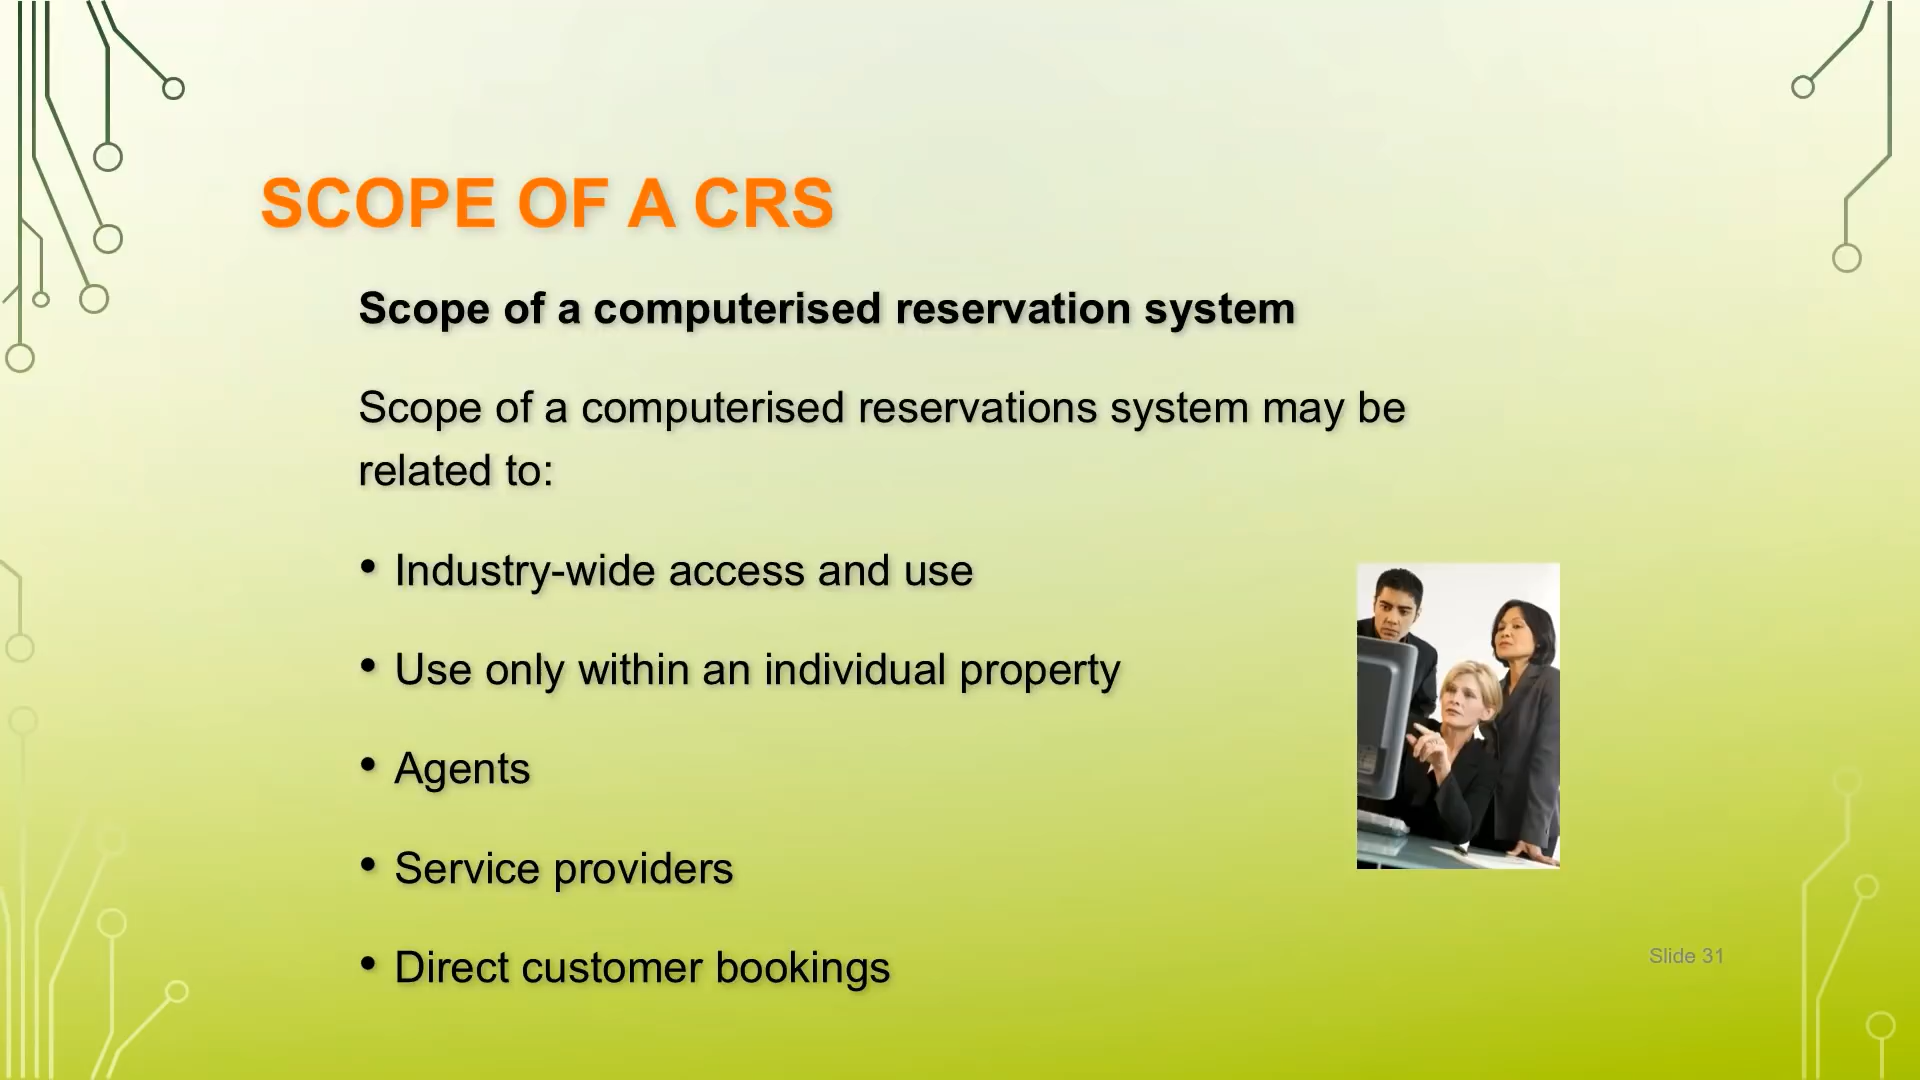 SCOPE OF A CRS
Scope of a computerised reservation system
Scope of a computerised reservations system may be
related to:
• Industry-wide access and use
• Use only within an individual property
• Agents
• Service providers
• Direct customer bookings
Slide 31